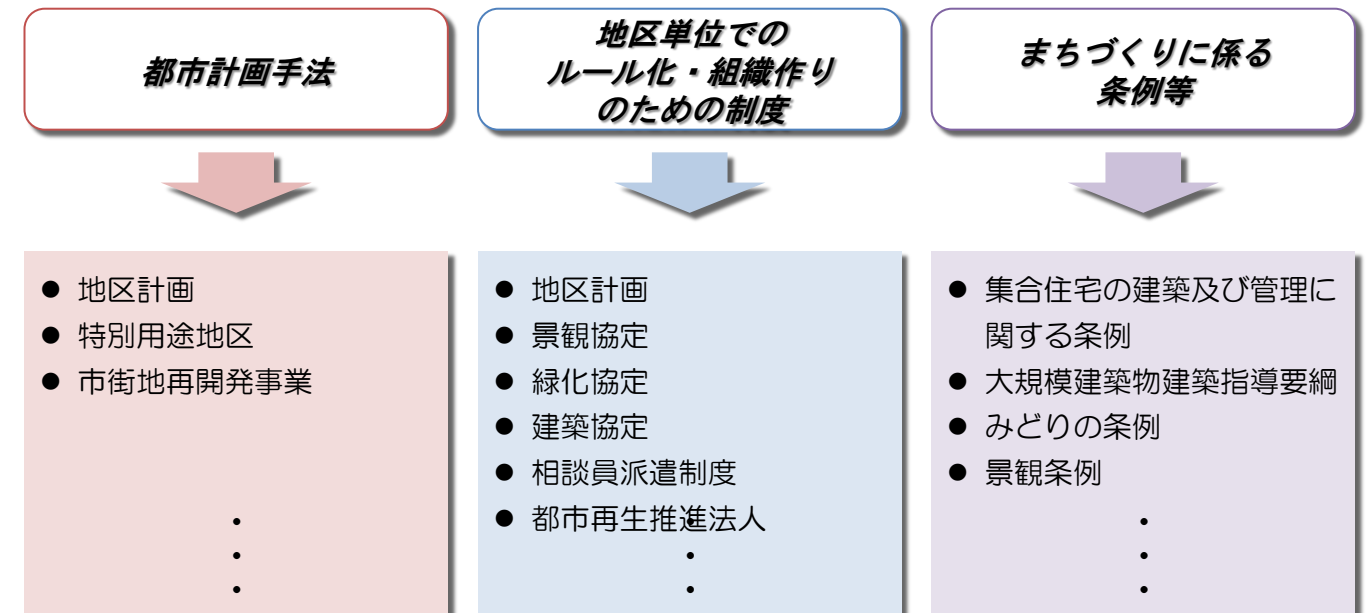 都市計画手法
地区単位での
ルール化・組織作り
のための制度
まちづくりに係る
条例等
● 地区計画
● 特別用途地区
● 市街地再開発事業
・
・
・
● 地区計画
● 景観協定
● 緑化協定
● 建築協定
● 相談員派遣制度
● 都市再生推進法人
・
・
・
● 集合住宅の建築及び管理に
関する条例
● 大規模建築物建築指導要綱
● みどりの条例
● 景観条例
・
・
・